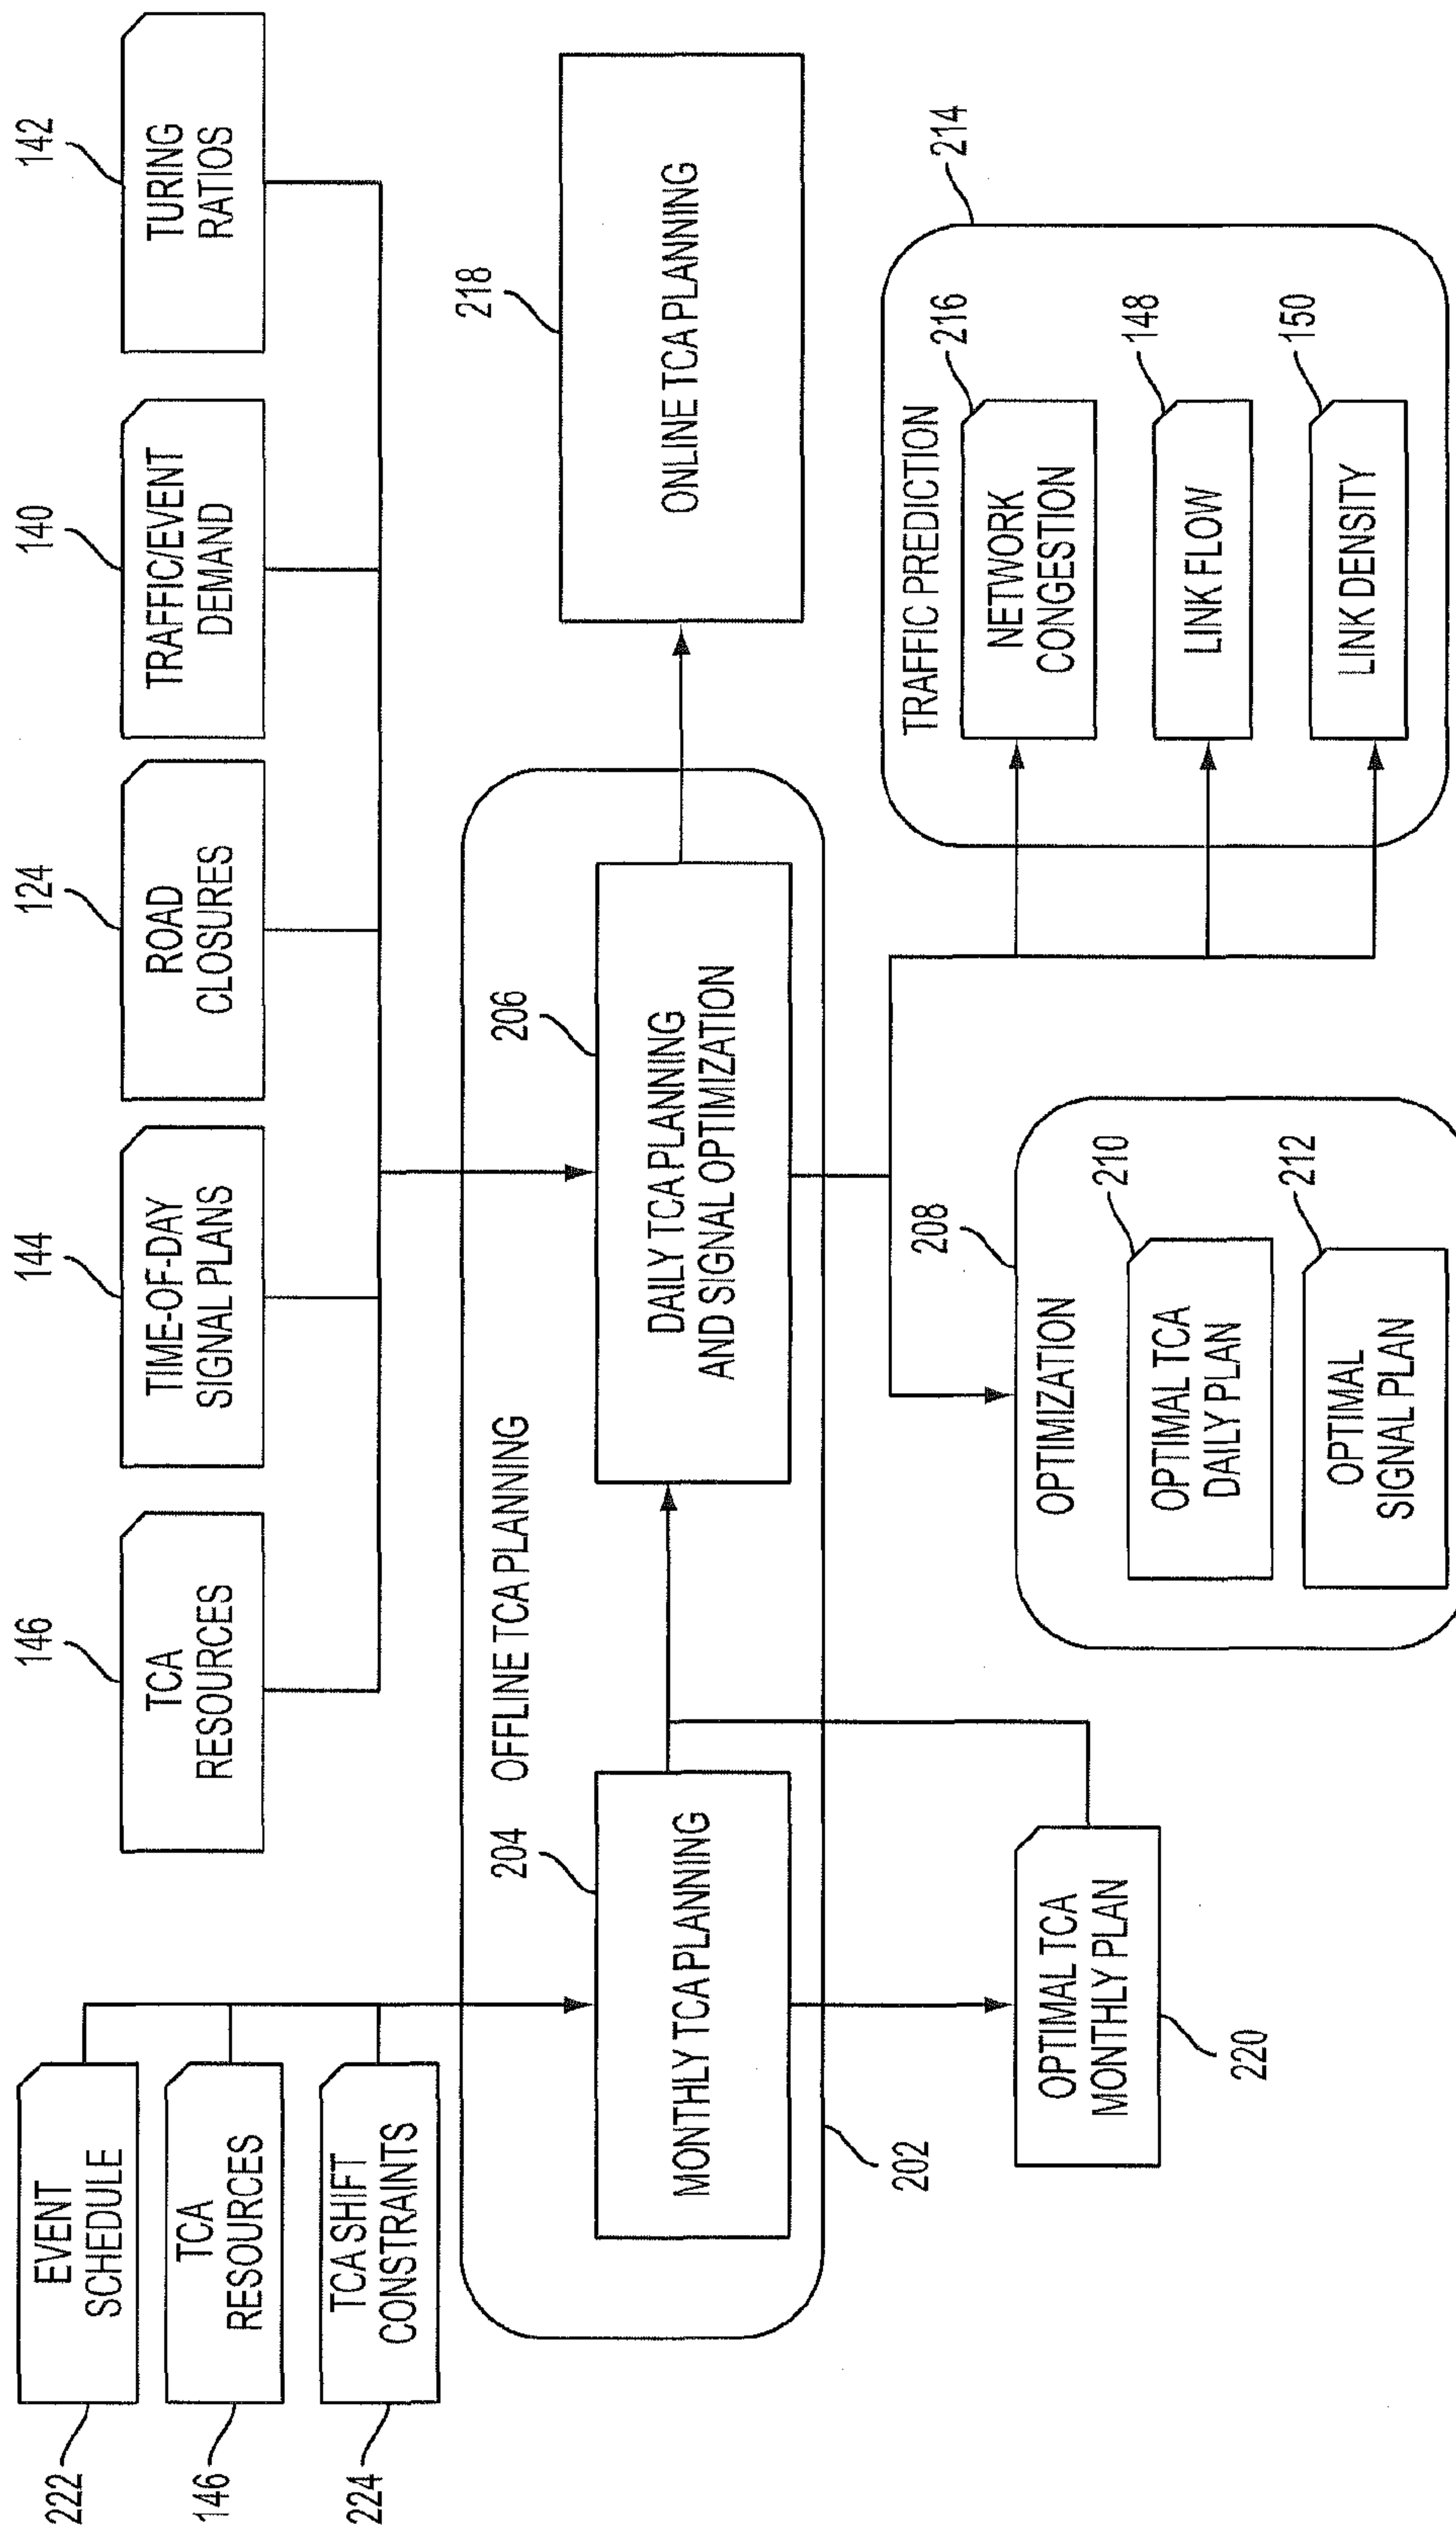 222
EVENT
SCHEDULE
146
TCA
RESOURCES
224
TCA SHIFT
CONSTRAINTS
146
TCA
RESOURCES
144
TIME-OF-DAY
SIGNAL PLANS
124
ROAD
CLOSURES
140
TRAFFIC/EVENT
DEMAND
142
TURING
RATIOS
OFFLINE TCA PLANNING
202
204
MONTHLY TCA PLANNING
206
DAILY TCA PLANNING
AND SIGNAL OPTIMIZATION
218
ONLINE TCA PLANNING
OPTIMAL TCA
MONTHLY PLAN
220
208
OPTIMIZATION
210
OPTIMAL TCA
DAILY PLAN
212
OPTIMAL
SIGNAL PLAN
214
TRAFFIC PREDICTION
216
NETWORK
CONGESTION
148
LINK FLOW
150
LINK DENSITY